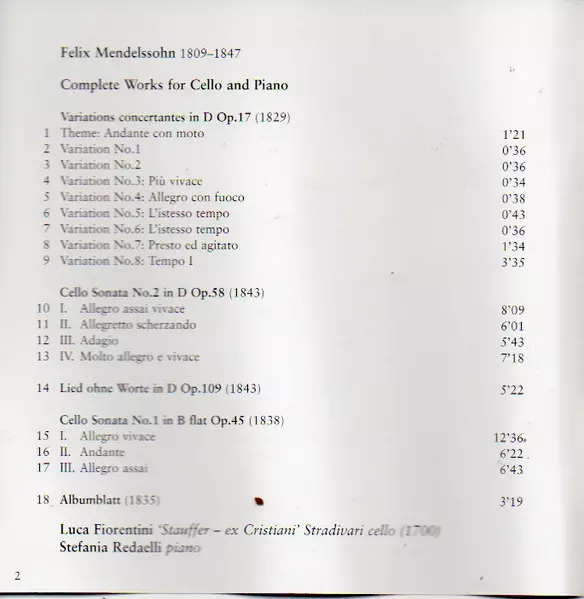 Felix Mendelssohn 1809–1847
Complete Works for Cello and Piano
Variations concertantes in D Op.17 (1829)
1 Theme: Andante con moto 1'21
2 Variation No.1 0'36
3 Variation No.2 0'36
4 Variation No.3: Più vivace 0'34
5 Variation No.4: Allegro con fuoco 0'38
6 Variation No.5: L'istesso tempo 0'43
7 Variation No.6: L'istesso tempo 0'36
8 Variation No.7: Presto ed agitato 1'34
9 Variation No.8: Tempo I 3'35
Cello Sonata No.2 in D Op.58 (1843)
10 I. Allegro assai vivace 8'09
11 II. Allegretto scherzando 6'01
12 III. Adagio 5'43
13 IV. Molto allegro e vivace 7'18
14 Lied ohne Worte in D Op.109 (1843) 5'22
Cello Sonata No.1 in B flat Op.45 (1838)
15 I. Allegro vivace 12'36
16 II. Andante 6'22
17 III. Allegro assai 6'43
18 Albumblatt (1835) 3'19
Luca Fiorentini 'Stauffer – ex Cristiani' Stradivari cello (1700)
Stefania Redaelli piano
2